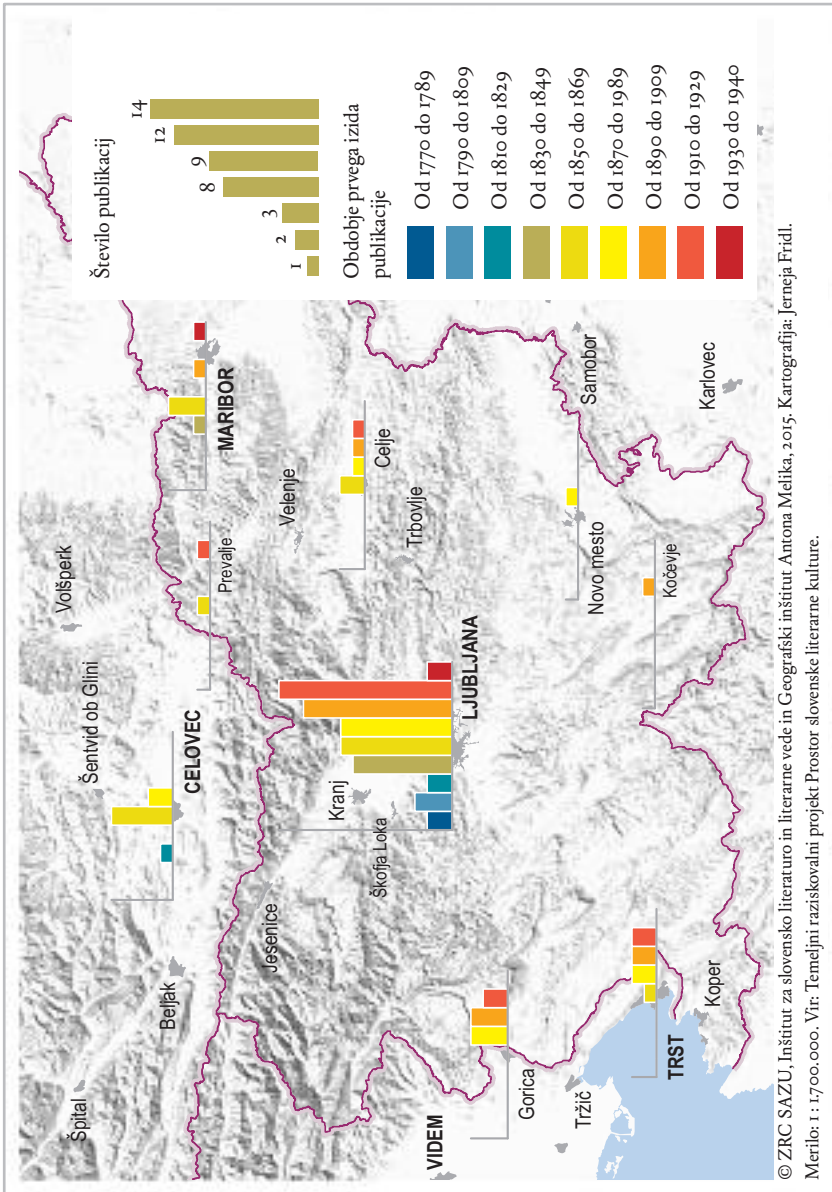 Število publikacij
1
2
3
8
9
12
14
Obdobje prvega izida
publikacije
Od 1770 do 1789
Od 1790 do 1809
Od 1810 do 1829
Od 1830 do 1849
Od 1850 do 1869
Od 1870 do 1989
Od 1890 do 1909
Od 1910 do 1929
Od 1930 do 1940
Špital
Beljak
Šentvid ob Glini
CELOVEC
Volšperk
Prevalje
MARIBOR
Jesenice
Kranj
Škofja Loka
LJUBLJANA
Velenje
Celje
Trbovlje
VIDEM
Gorica
Tržič
TRST
Koper
Novo mesto
Kočevje
Samobor
Karlovec
© ZRC SAZU, Inštitut za slovensko literaturo in literarne vede in Geografski inštitut Antona Melika, 2015. Kartografija: Jerneja Fridl.
Merilo: 1 : 1.700.000. Vir: Temeljni raziskovalni projekt Prostor slovenske literarne kulture.